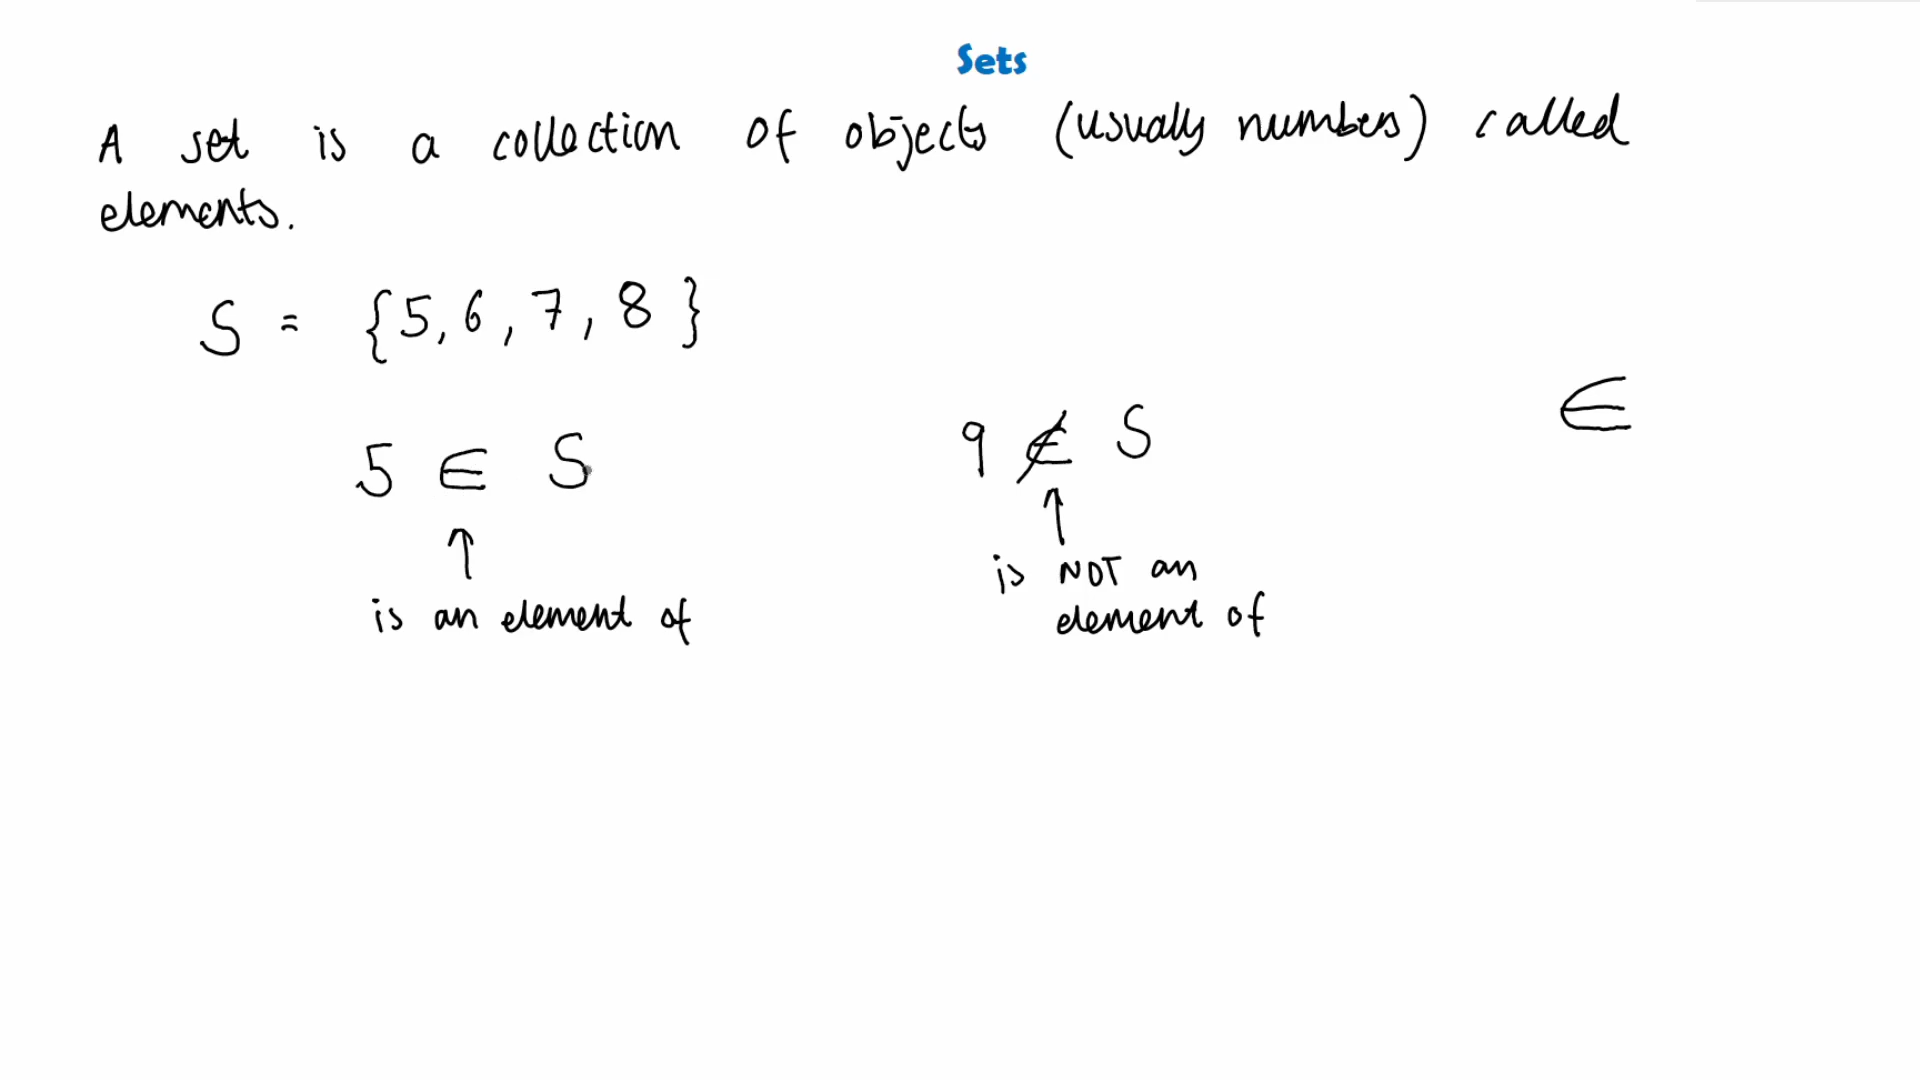 Sets
A set is a collection of objects (usually numbers) called
elements.
S = {5, 6, 7, 8}
∈
5 ∈ S 9 ∉ S
↑ ↑
is an element of is NOT an
element of